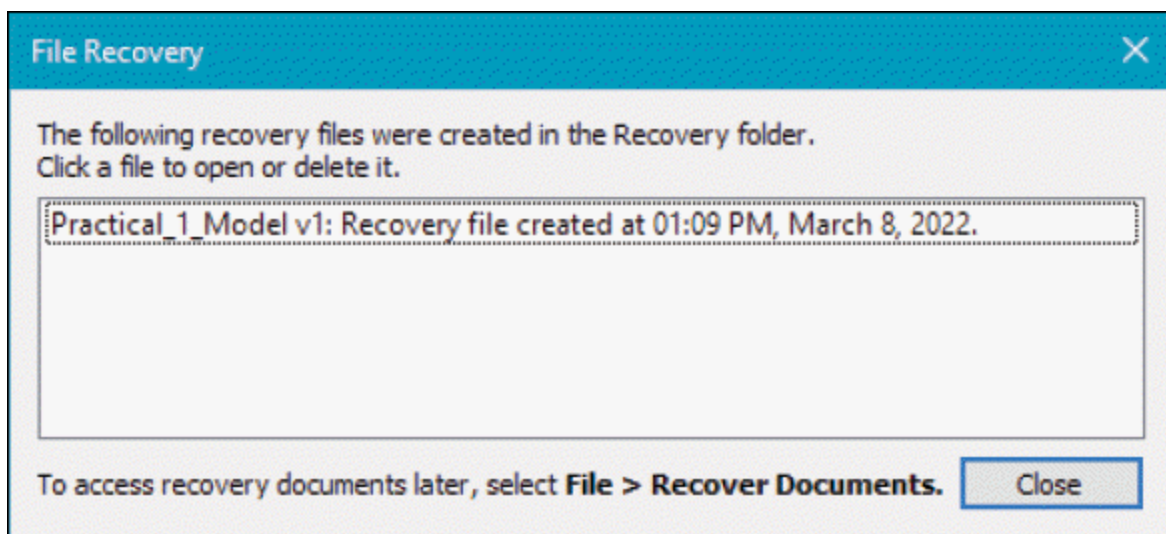 File Recovery
The following recovery files were created in the Recovery folder.
Click a file to open or delete it.
Practical_1_Model v1: Recovery file created at 01:09 PM, March 8, 2022.
To access recovery documents later, select File > Recover Documents.
Close